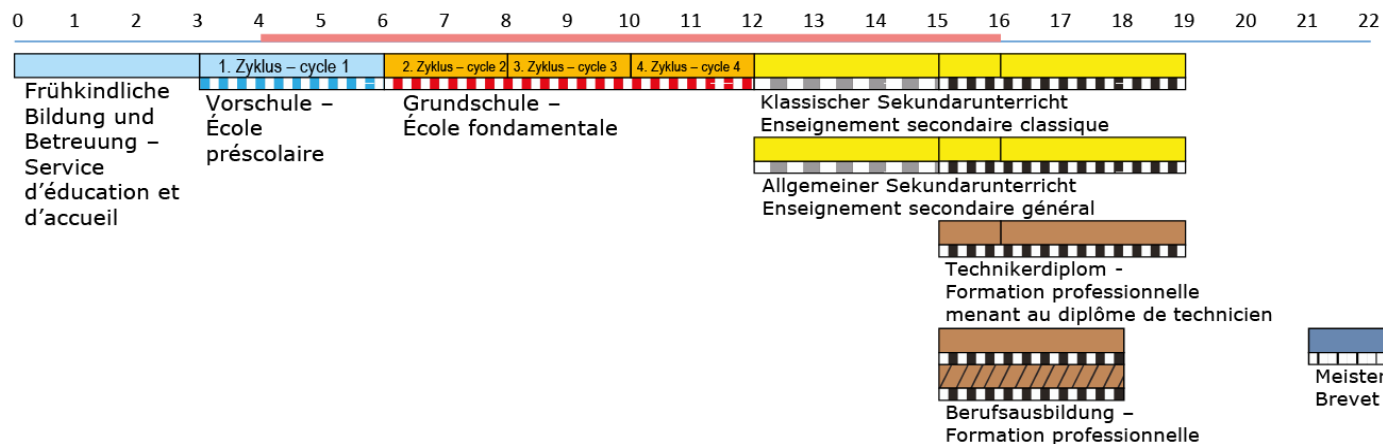 0 1 2 3 4 5 6 7 8 9 10 11 12 13 14 15 16 17 18 19 20 21 22
1. Zyklus – cycle 1
2. Zyklus – cycle 2
3. Zyklus – cycle 3
4. Zyklus – cycle 4
Frühkindliche
Bildung und
Betreuung –
Service
d’éducation et
d’accueil
Vorschule –
École
préscolaire
Grundschule –
École fondamentale
Klassischer Sekundarunterricht
Enseignement secondaire classique
Allgemeiner Sekundarunterricht
Enseignement secondaire général
Technikerdiplom -
Formation professionnelle
menant au diplôme de technicien
Berufsausbildung –
Formation professionnelle
Meister
Brevet